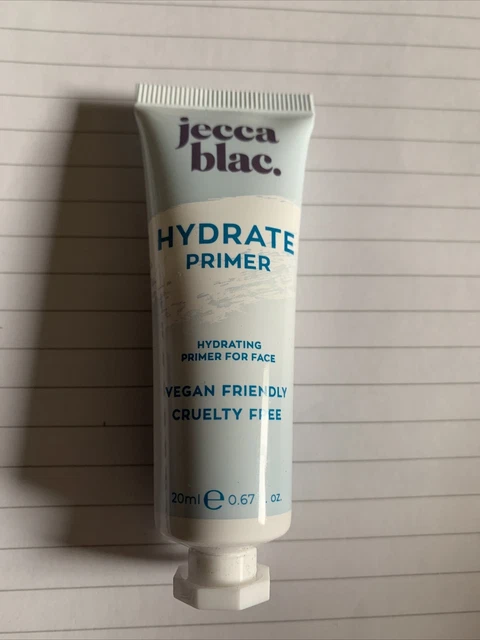 jecca
blac.
HYDRATE
PRIMER
HYDRATING
PRIMER FOR FACE
VEGAN FRIENDLY
CRUELTY FREE
20ml e 0.67 oz.